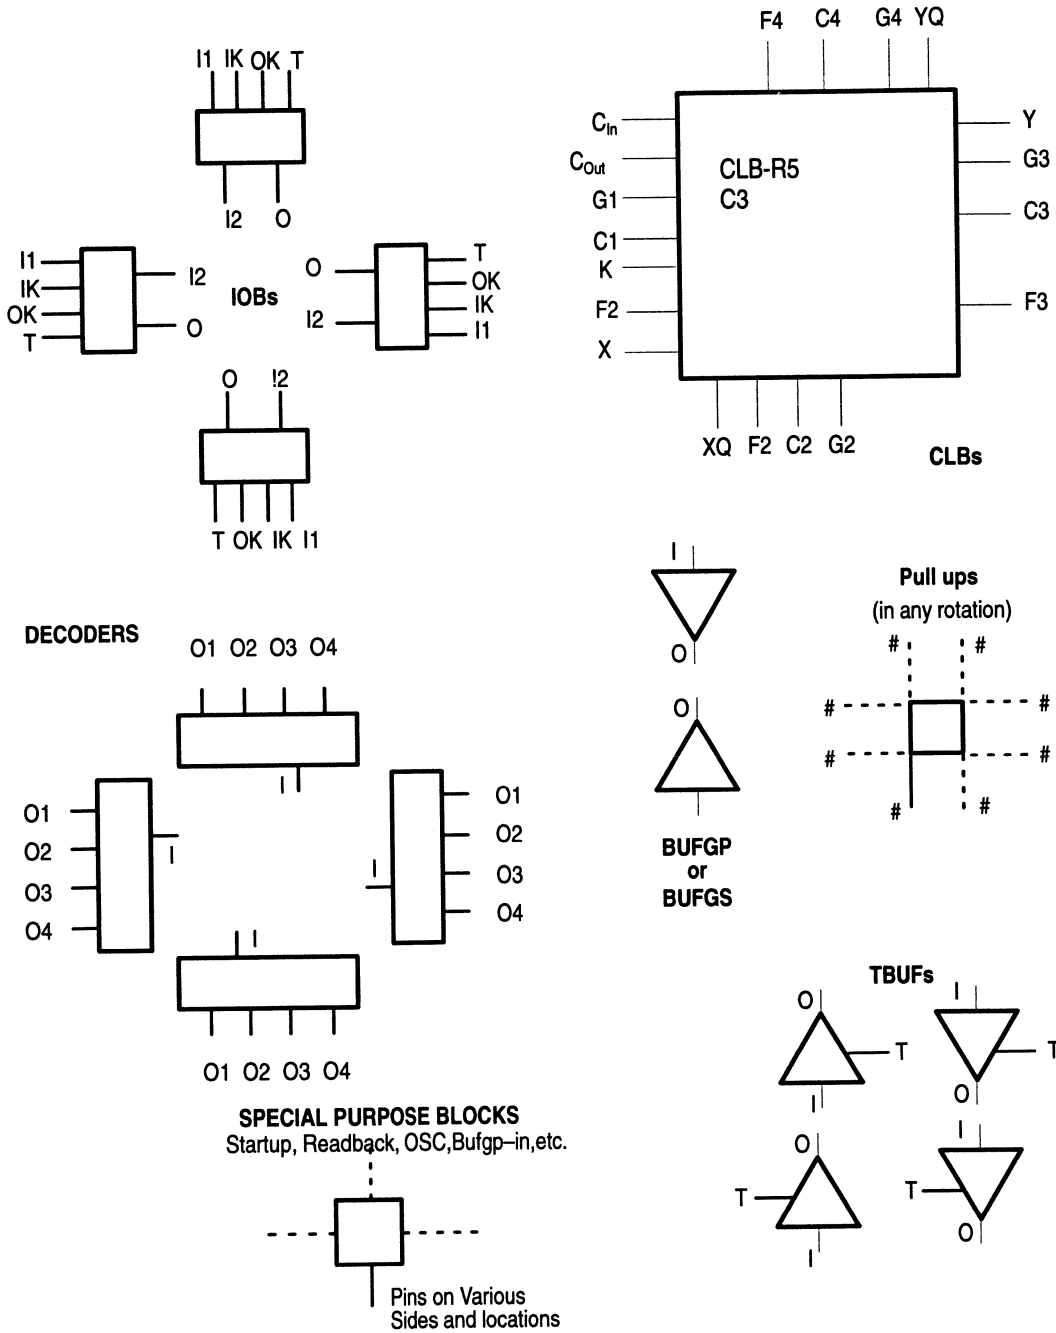 I1 IK OK T
I2 O
I1
IK
OK
T
I2
O
IOBs
O
I2
T
OK
IK
I1
O I2
T OK IK I1
F4 C4 G4 YQ
CIn
COut
G1
C1
K
F2
X
CLB-R5
C3
Y
G3
C3
F3
XQ F2 C2 G2
CLBs
DECODERS
O1 O2 O3 O4
I
O1
O2
O3
O4
I
I
O1
O2
O3
O4
I
O1 O2 O3 O4
I
O
O
BUFGP
or
BUFGS
Pull ups
(in any rotation)
# #
# #
# #
# #
TBUFs
O
T
I
I
T
O
O
T
I
I
T
O
SPECIAL PURPOSE BLOCKS
Startup, Readback, OSC,Bufgp–in,etc.
Pins on Various
Sides and locations